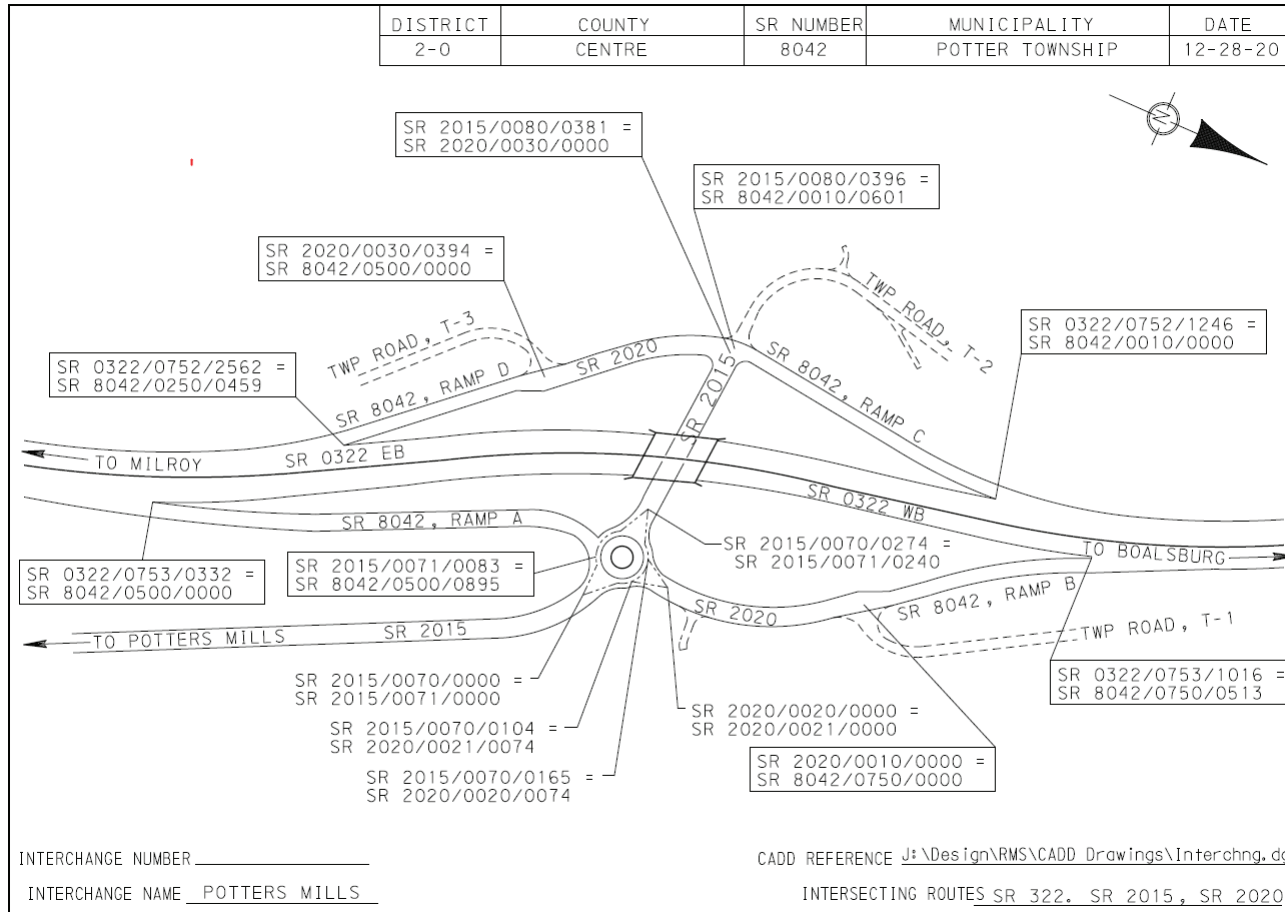 DISTRICT COUNTY SR NUMBER MUNICIPALITY DATE
2-0 CENTRE 8042 POTTER TOWNSHIP 12-28-20
N
SR 2015/0080/0381 =
SR 2020/0030/0000
SR 2015/0080/0396 =
SR 8042/0010/0601
SR 2020/0030/0394 =
SR 8042/0500/0000
TWP ROAD, T-2
SR 0322/0752/1246 =
SR 8042/0010/0000
TWP ROAD, T-3
SR 0322/0752/2562 =
SR 8042/0250/0459
SR 8042, RAMP D
SR 2020
SR 2015
SR 8042, RAMP C
TO MILROY
SR 0322 EB
SR 0322 WB
TO BOALSBURG
SR 8042, RAMP A
SR 0322/0753/0332 =
SR 8042/0500/0000
SR 2015/0071/0083 =
SR 8042/0500/0895
SR 2015/0070/0274 =
SR 2015/0071/0240
SR 2020
SR 8042, RAMP B
TWP ROAD, T-1
TO POTTERS MILLS
SR 2015
SR 0322/0753/1016 =
SR 8042/0750/0513
SR 2015/0070/0000 =
SR 2015/0071/0000
SR 2015/0070/0104 =
SR 2020/0021/0074
SR 2015/0070/0165 =
SR 2020/0020/0074
SR 2020/0020/0000 =
SR 2020/0021/0000
SR 2020/0010/0000 =
SR 8042/0750/0000
INTERCHANGE NUMBER
CADD REFERENCE J:\Design\RMS\CADD Drawings\Interchng.dg
INTERCHANGE NAME POTTERS MILLS
INTERSECTING ROUTES SR 322. SR 2015, SR 2020